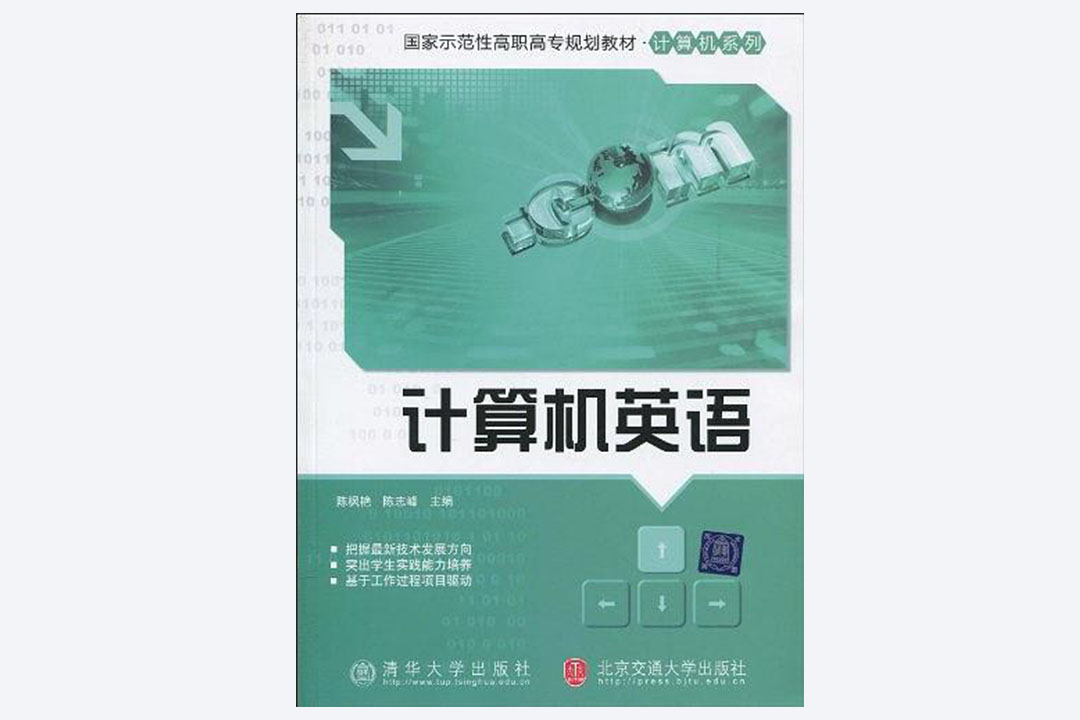 国家示范性高职高专规划教材·计算机系列
.com
计算机英语
陈枫艳 陈志峰 主编
■ 把握最新技术发展方向
■ 突出学生实践能力培养
■ 基于工作过程项目驱动
↑
← ↓ →
清华大学出版社
http://www.tup.tsinghua.edu.cn
北京交通大学出版社
http://press.bjtu.edu.cn